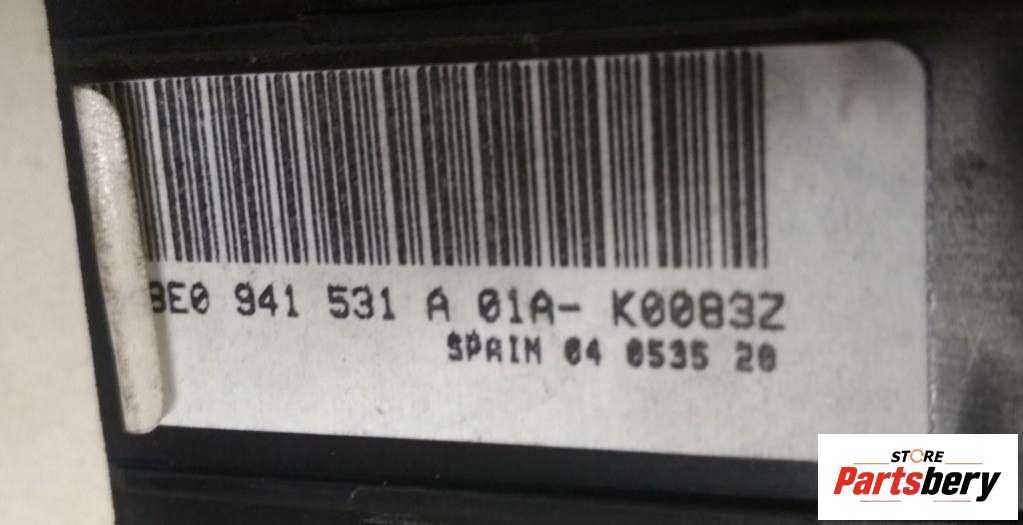 8E0 941 531 A 01A- K0083Z
SPAIN 04 0535 20
STORE
Partsbery